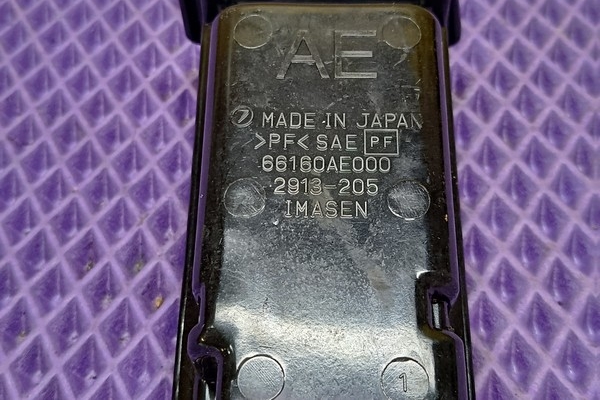 AE
MADE IN JAPAN
>PF< SAE PF
66160AE000
2913-205
IMASEN
1